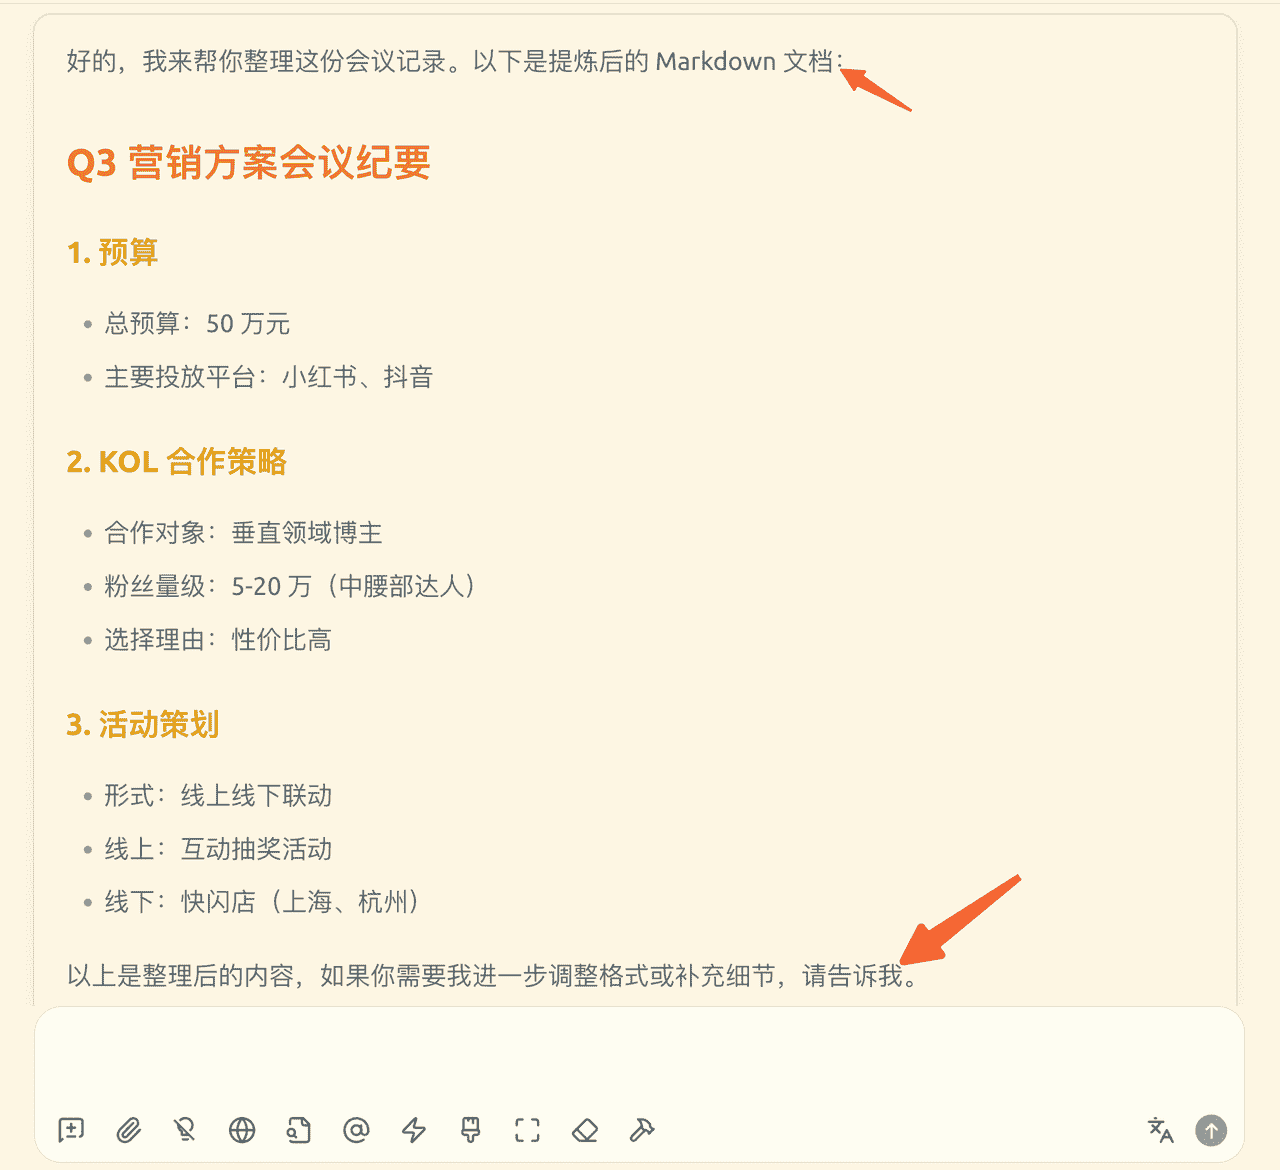 好的，我来帮你整理这份会议记录。以下是提炼后的 Markdown 文档：
Q3 营销方案会议纪要
1. 预算
• 总预算：50 万元
• 主要投放平台：小红书、抖音
2. KOL 合作策略
• 合作对象：垂直领域博主
• 粉丝量级：5-20 万（中腰部达人）
• 选择理由：性价比高
3. 活动策划
• 形式：线上线下联动
• 线上：互动抽奖活动
• 线下：快闪店（上海、杭州）
以上是整理后的内容，如果你需要我进一步调整格式或补充细节，请告诉我。